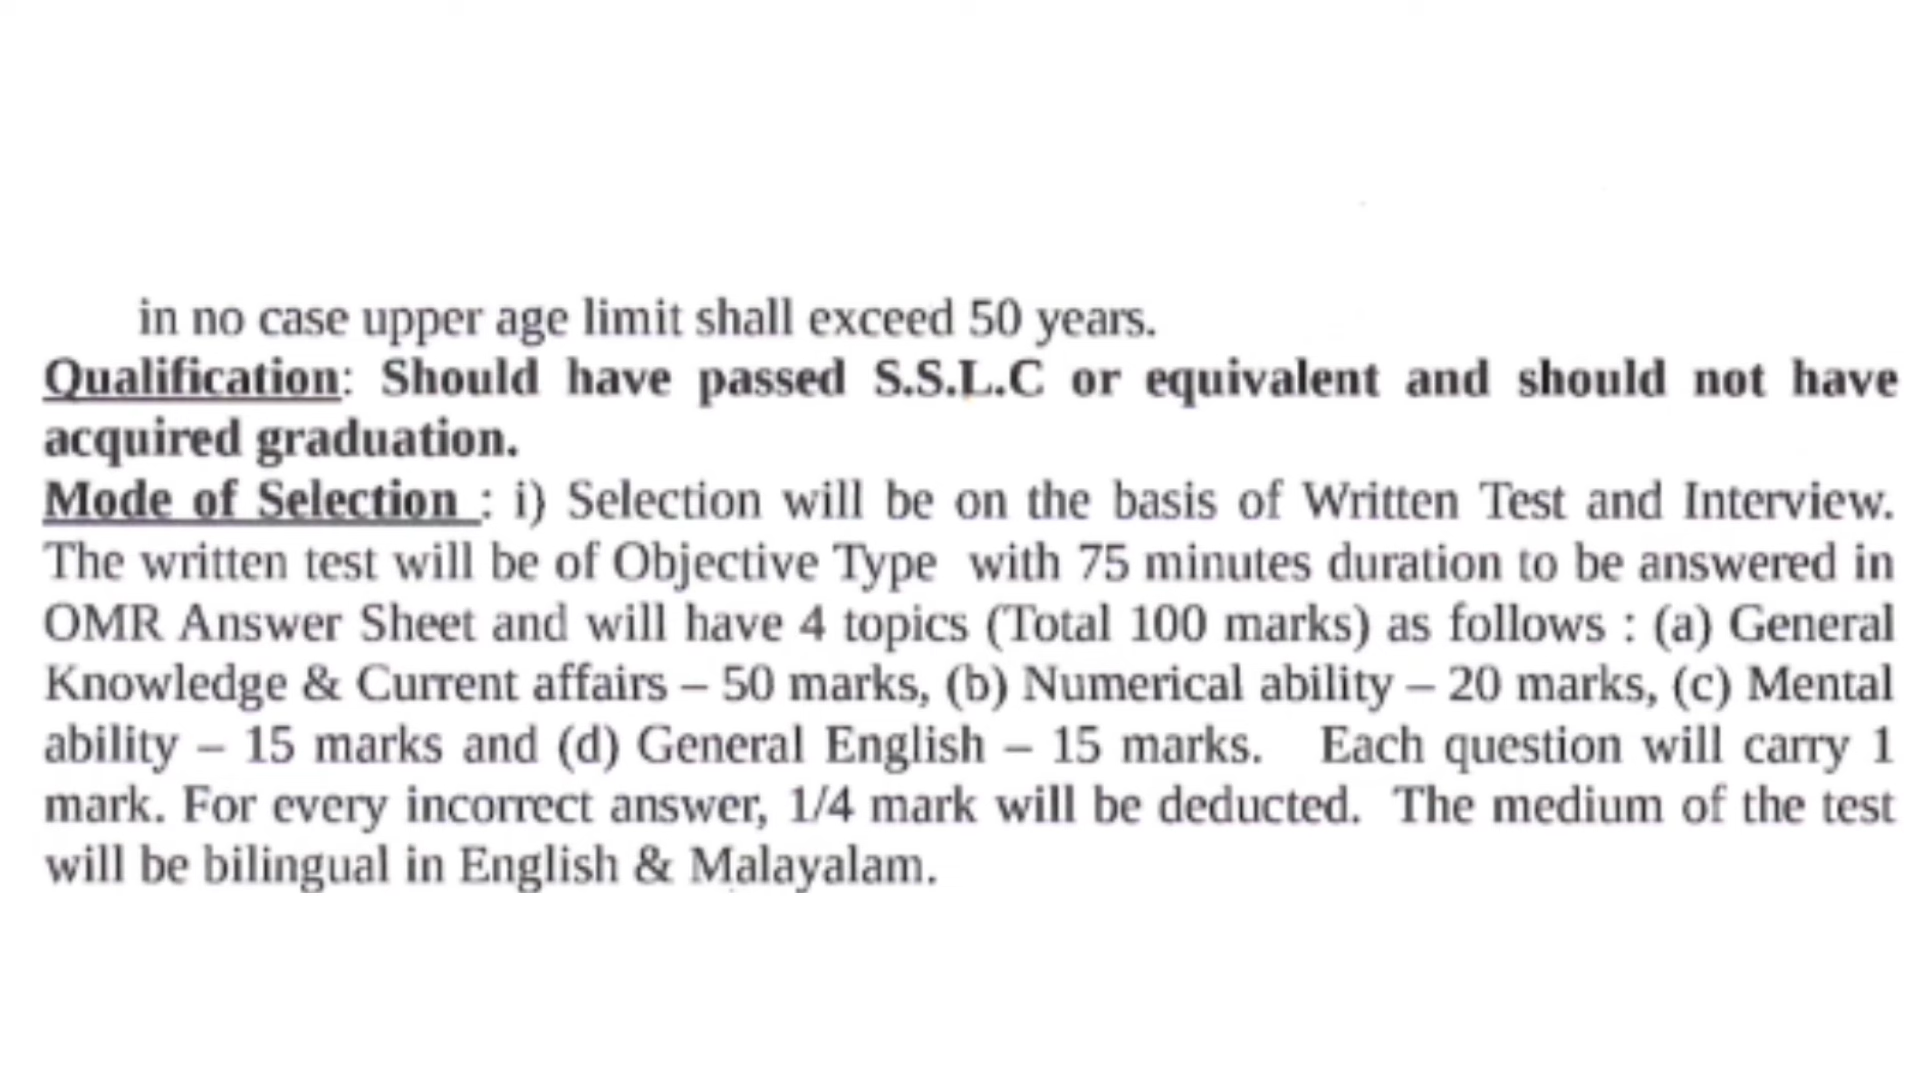 in no case upper age limit shall exceed 50 years.
Qualification: Should have passed S.S.L.C or equivalent and should not have
acquired graduation.
Mode of Selection : i) Selection will be on the basis of Written Test and Interview.
The written test will be of Objective Type with 75 minutes duration to be answered in
OMR Answer Sheet and will have 4 topics (Total 100 marks) as follows : (a) General
Knowledge & Current affairs – 50 marks, (b) Numerical ability – 20 marks, (c) Mental
ability – 15 marks and (d) General English – 15 marks. Each question will carry 1
mark. For every incorrect answer, 1/4 mark will be deducted. The medium of the test
will be bilingual in English & Malayalam.